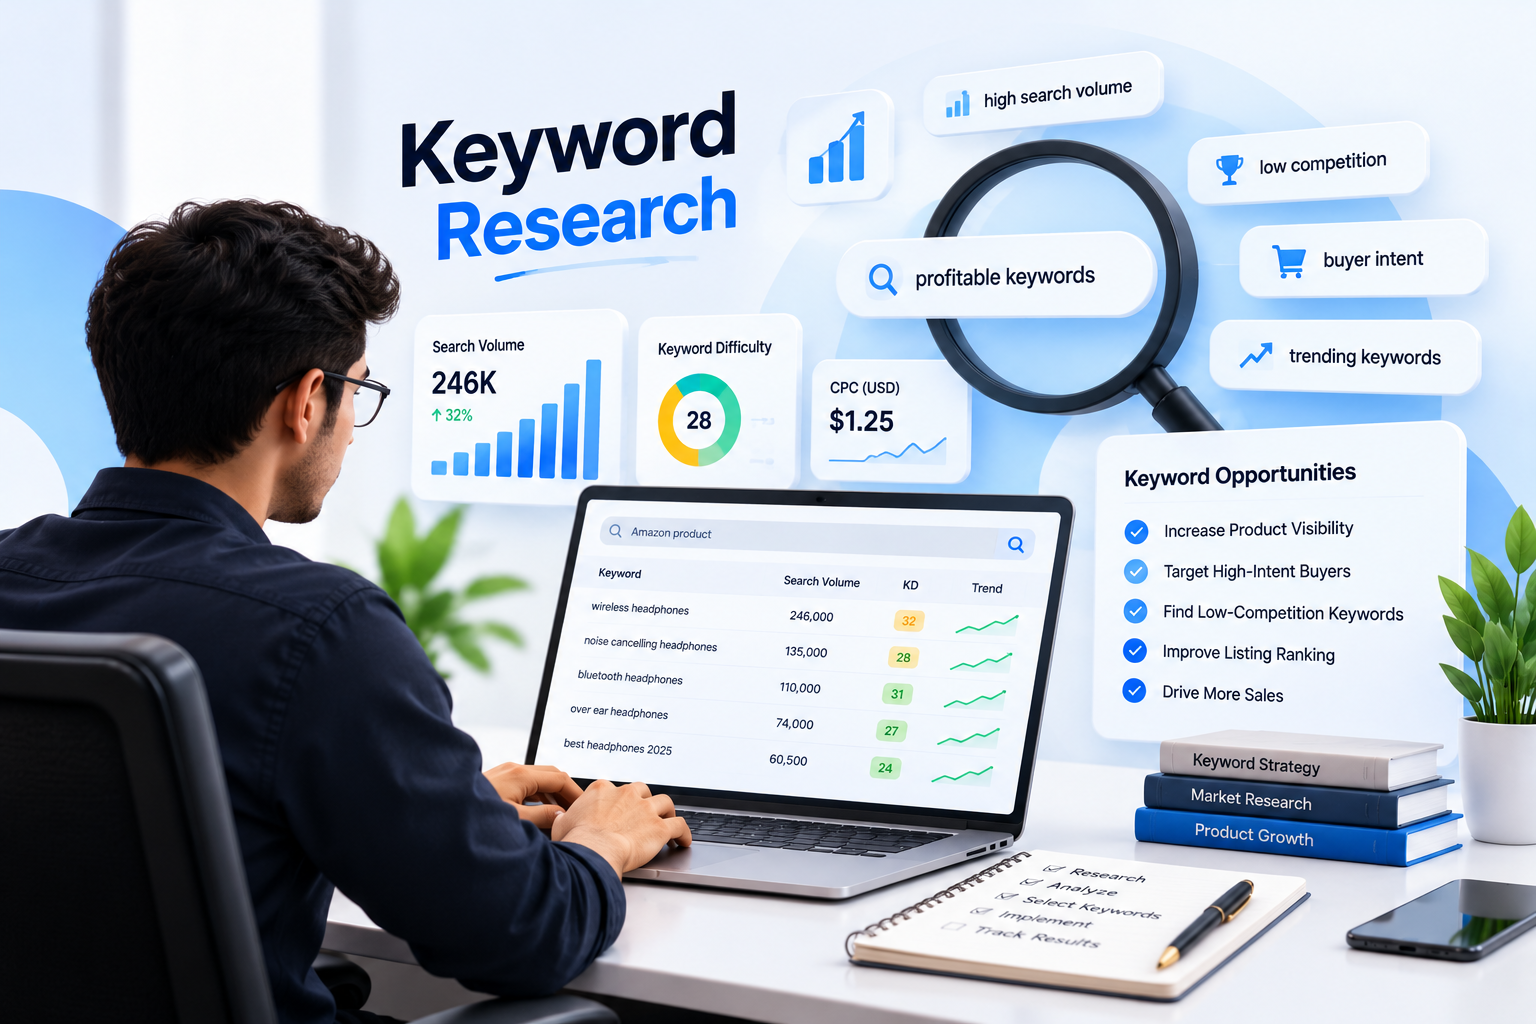 Keyword
Research
high search volume
low competition
profitable keywords
buyer intent
trending keywords
Search Volume
246K
↑ 32%
Keyword Difficulty
28
CPC (USD)
$1.25
Amazon product
Keyword Search Volume KD Trend
wireless headphones 246,000 32
noise cancelling headphones 135,000 28
bluetooth headphones 110,000 31
over ear headphones 74,000 27
best headphones 2025 60,500 24
Keyword Opportunities
Increase Product Visibility
Target High-Intent Buyers
Find Low-Competition Keywords
Improve Listing Ranking
Drive More Sales
Keyword Strategy
Market Research
Product Growth
Research
Analyze
Select Keywords
Implement
Track Results